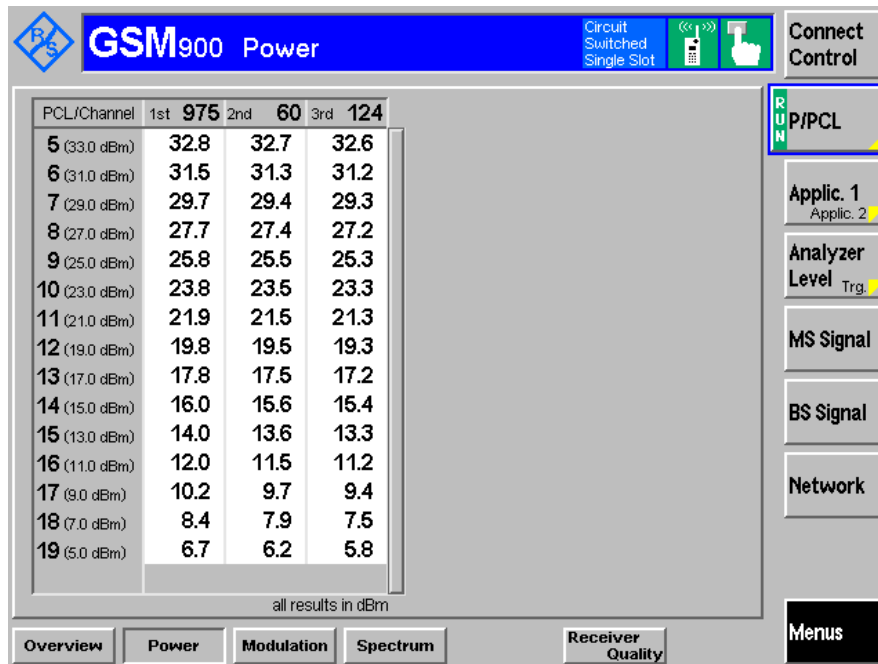 R/S
GSM900 Power
Circuit
Switched
Single Slot
Connect
Control
PCL/Channel 1st 975 2nd 60 3rd 124
5 (33.0 dBm) 32.8 32.7 32.6
6 (31.0 dBm) 31.5 31.3 31.2
7 (29.0 dBm) 29.7 29.4 29.3
8 (27.0 dBm) 27.7 27.4 27.2
9 (25.0 dBm) 25.8 25.5 25.3
10 (23.0 dBm) 23.8 23.5 23.3
11 (21.0 dBm) 21.9 21.5 21.3
12 (19.0 dBm) 19.8 19.5 19.3
13 (17.0 dBm) 17.8 17.5 17.2
14 (15.0 dBm) 16.0 15.6 15.4
15 (13.0 dBm) 14.0 13.6 13.3
16 (11.0 dBm) 12.0 11.5 11.2
17 (9.0 dBm) 10.2 9.7 9.4
18 (7.0 dBm) 8.4 7.9 7.5
19 (5.0 dBm) 6.7 6.2 5.8
all results in dBm
RUN
P/PCL
Applic. 1
Applic. 2
Analyzer
Level Trg.
MS Signal
BS Signal
Network
Menus
Overview
Power
Modulation
Spectrum
Receiver
Quality